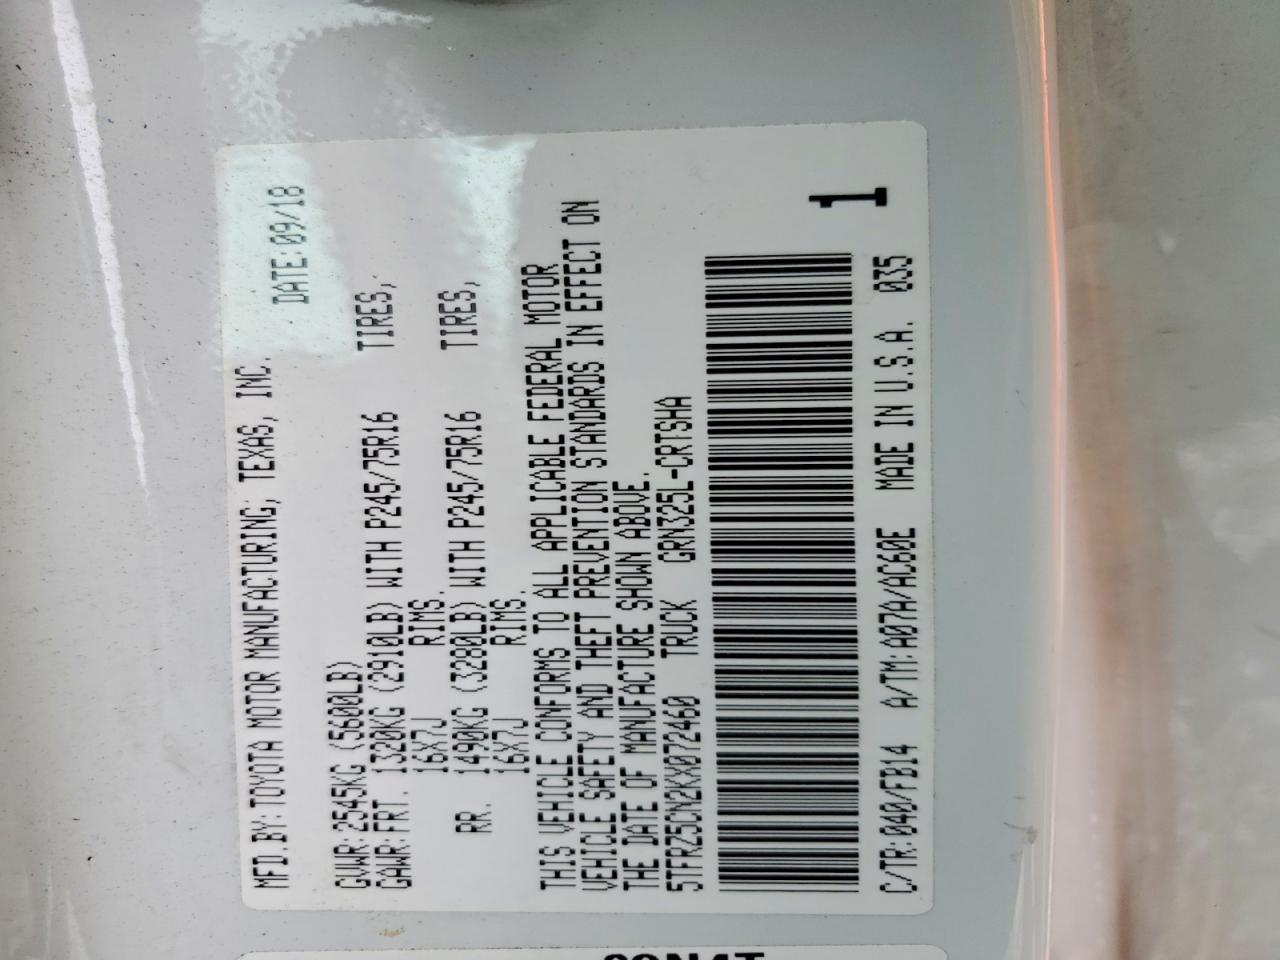 MFD.BY:TOYOTA MOTOR MANUFACTURING, TEXAS, INC.
DATE:09/18
GVWR:2545KG (5600LB)
GAWR:FRT. 1320KG (2910LB) WITH P245/75R16 TIRES,
16X7J RIMS.
RR. 1490KG (3280LB) WITH P245/75R16 TIRES,
16X7J RIMS.
THIS VEHICLE CONFORMS TO ALL APPLICABLE FEDERAL MOTOR
VEHICLE SAFETY AND THEFT PREVENTION STANDARDS IN EFFECT ON
THE DATE OF MANUFACTURE SHOWN ABOVE.
5TFRZ5CN2KX072460 TRUCK GRN325L-CRTSHA
1
C/TR:040/FB14 A/TM:A07A/AC60E MADE IN U.S.A. 035